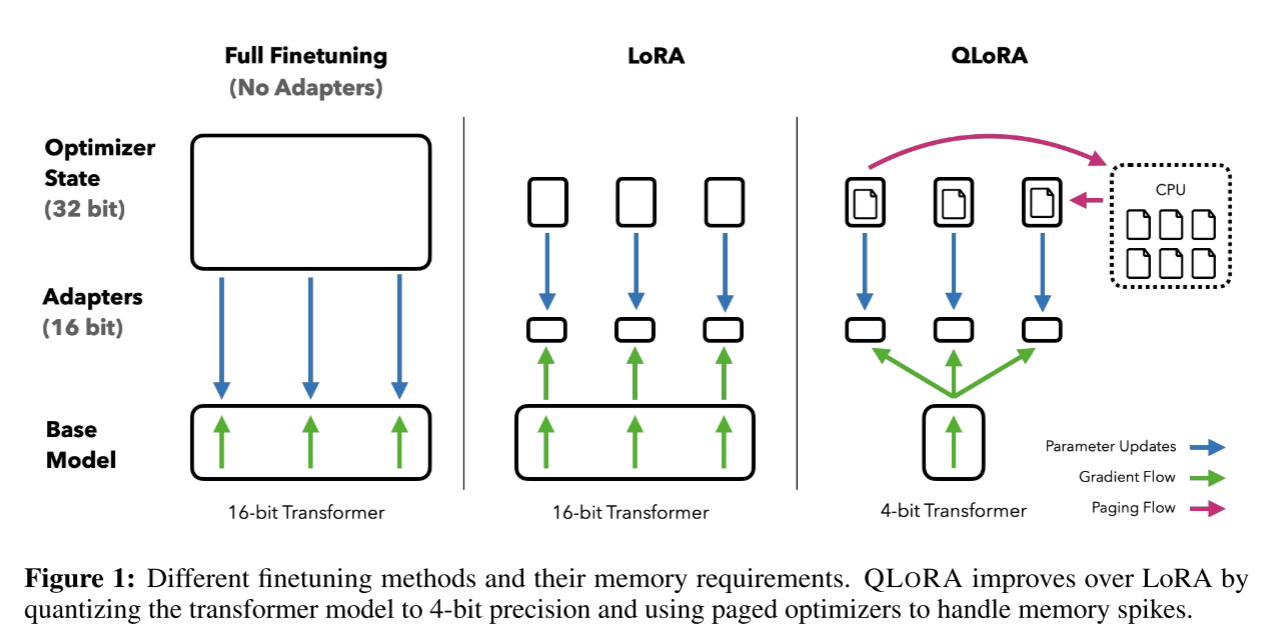 Full Finetuning
(No Adapters)
LoRA
QLoRA
Optimizer
State
(32 bit)
CPU
Adapters
(16 bit)
Base
Model
Parameter Updates
Gradient Flow
Paging Flow
16-bit Transformer
16-bit Transformer
4-bit Transformer
Figure 1: Different finetuning methods and their memory requirements. QLORA improves over LoRA by
quantizing the transformer model to 4-bit precision and using paged optimizers to handle memory spikes.